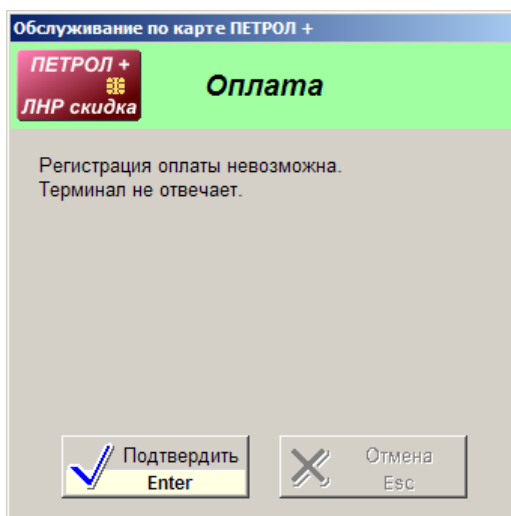 Обслуживание по карте ПЕТРОЛ +
ПЕТРОЛ +
ЛНР скидка
Оплата
Регистрация оплаты невозможна.
Терминал не отвечает.
Подтвердить
Enter
Отмена
Esc